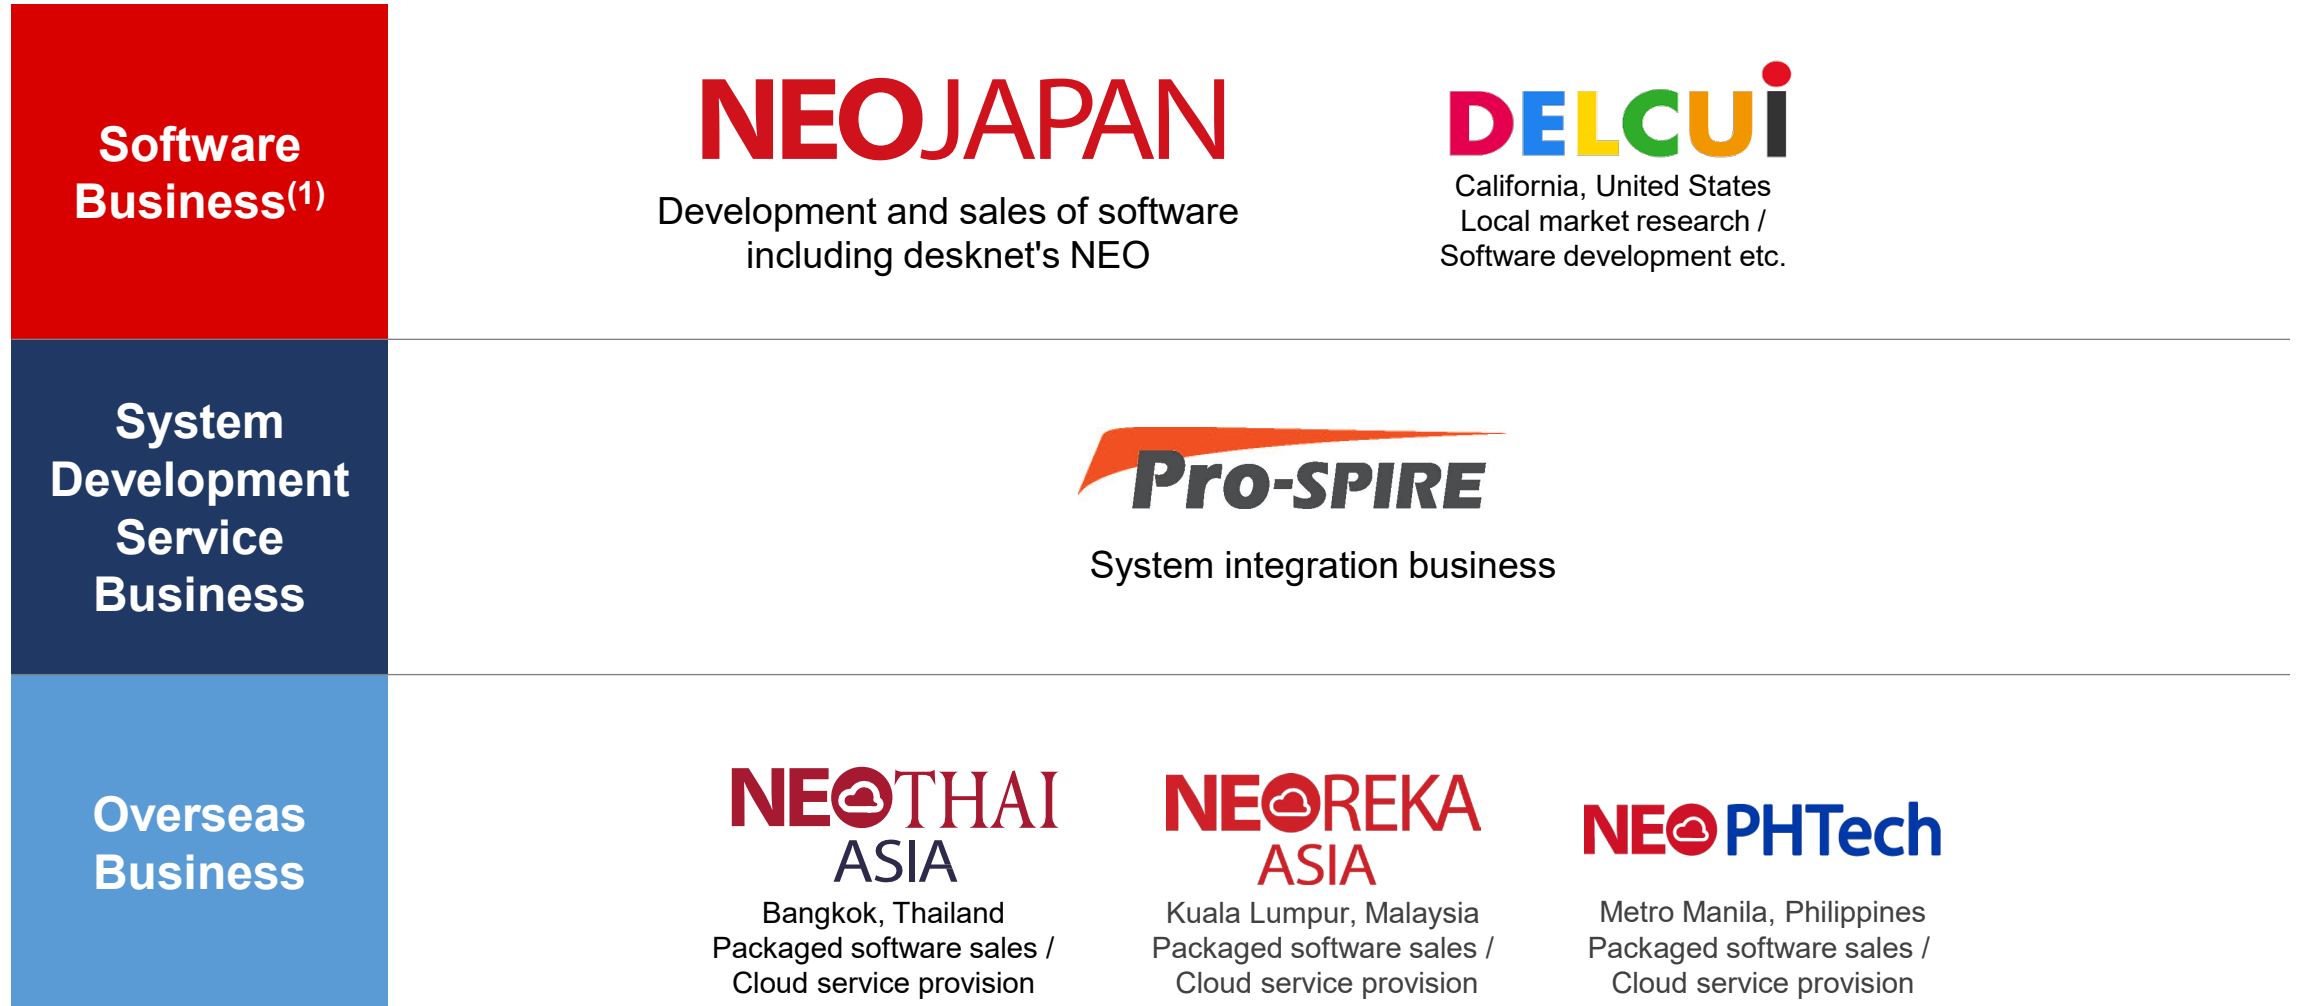 Software
Business(1)
NEOJAPAN
Development and sales of software
including desknet's NEO
DELCUi
California, United States
Local market research /
Software development etc.
System
Development
Service
Business
Pro-SPIRE
System integration business
Overseas
Business
NEOTHAI
ASIA
Bangkok, Thailand
Packaged software sales /
Cloud service provision
NEOREKA
ASIA
Kuala Lumpur, Malaysia
Packaged software sales /
Cloud service provision
NEOPHTech
Metro Manila, Philippines
Packaged software sales /
Cloud service provision